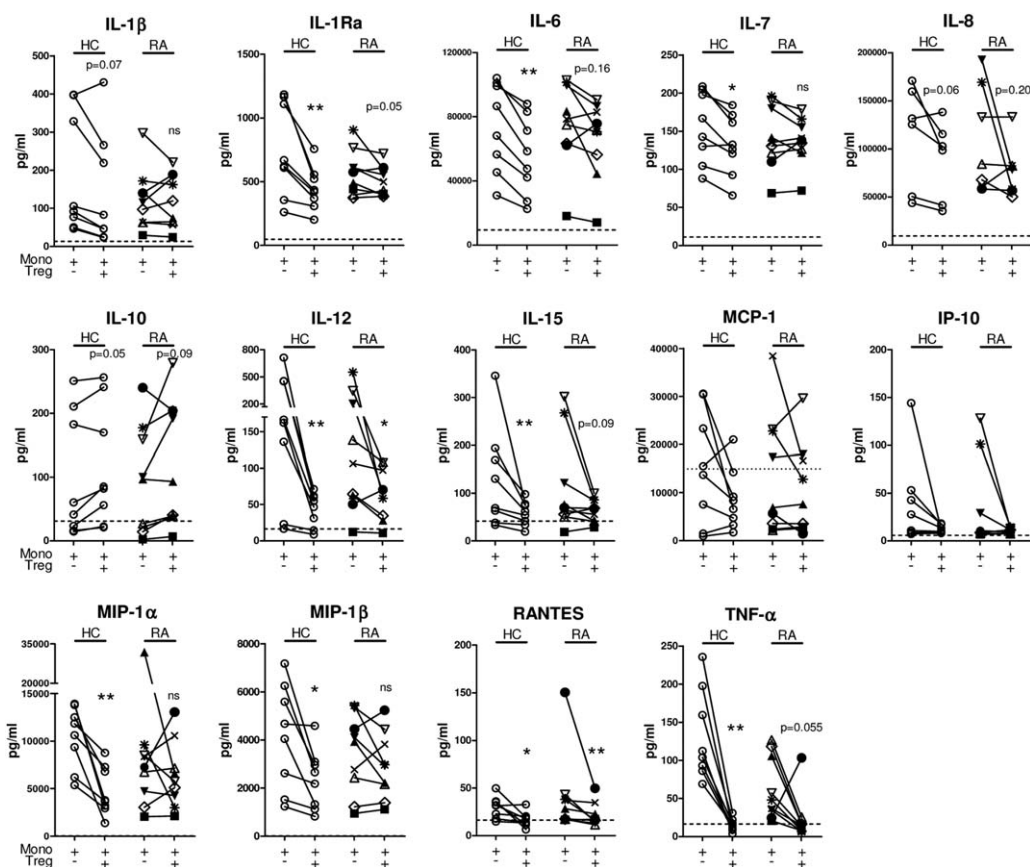 IL-1β IL-1Ra IL-6 IL-7 IL-8
HC RA HC RA HC RA HC RA HC RA
p=0.07 ns ** p=0.05 ** p=0.16 * ns p=0.06 p=0.20
pg/ml pg/ml pg/ml pg/ml pg/ml
500 400 300 200 100 0
2000 1500 1000 500 0
120000 80000 40000 0
250 200 150 100 50 0
200000 150000 100000 50000 0
Mono + + + + + + + + + + + + + + + + + + + +
Treg - + - + - + - + - + - + - + - + - + - +
IL-10 IL-12 IL-15 MCP-1 IP-10
HC RA HC RA HC RA HC RA HC RA
p=0.05 p=0.09 ** * ** p=0.09
pg/ml pg/ml pg/ml pg/ml pg/ml
300 200 100 0
800 600 400 200 150 100 50 0
400 300 200 100 0
40000 30000 20000 10000 0
200 150 100 50 0
Mono + + + + + + + + + + + + + + + + + + + +
Treg - + - + - + - + - + - + - + - + - + - +
MIP-1α MIP-1β RANTES TNF-α
HC RA HC RA HC RA HC RA
** ns * ns * ** ** p=0.055
pg/ml pg/ml pg/ml pg/ml
35000 25000 15000 10000 5000 0
8000 6000 4000 2000 0
200 150 100 50 0
250 200 150 100 50 0
Mono + + + + + + + + + + + + + + + +
Treg - + - + - + - + - + - + - + - +